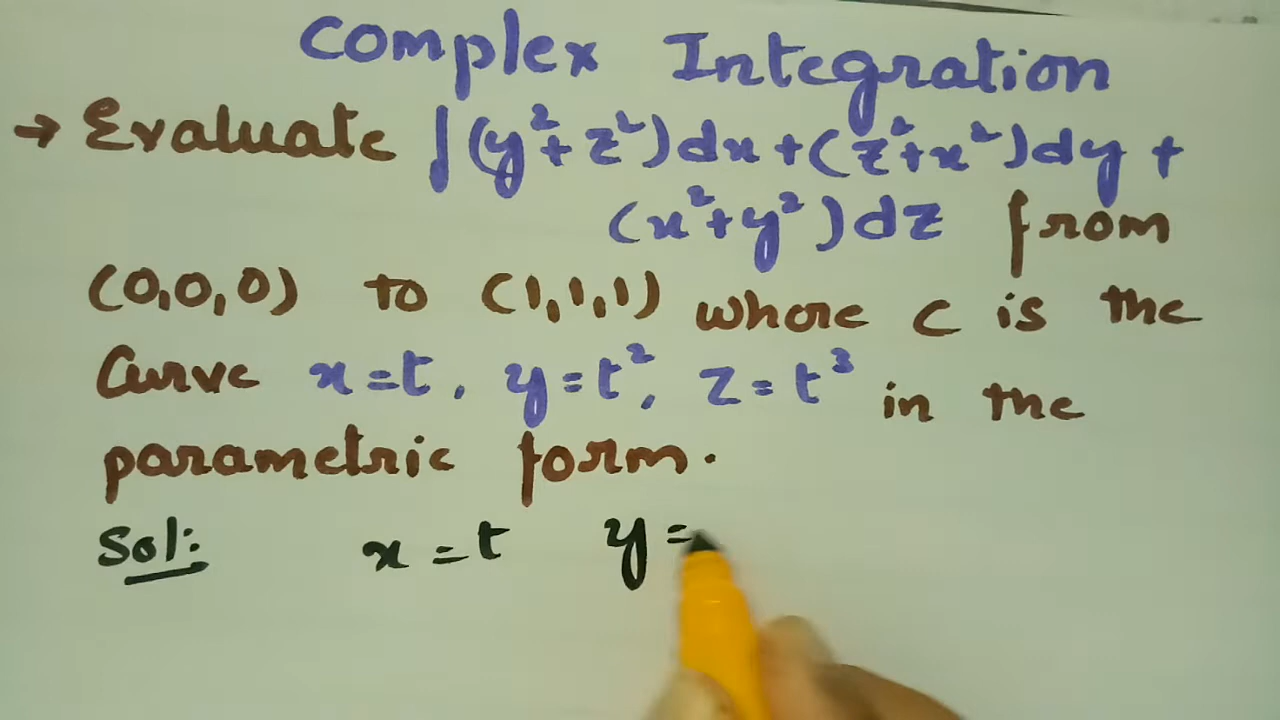 Complex Integration
→ Evaluate ∫(y²+z²)dx+(z²+x²)dy+
(x²+y²)dz from
(0,0,0) to (1,1,1) where C is the
Curve x=t, y=t², z=t³ in the
parametric form.
Sol: x=t y=